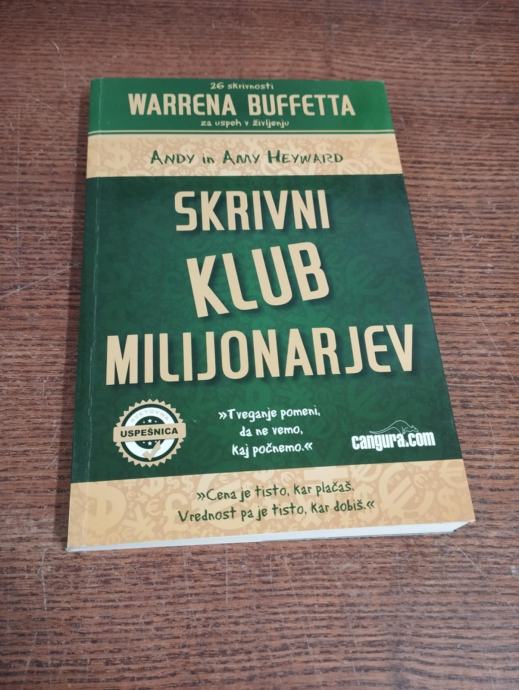 26 skrivnosti
WARRENA BUFFETTA
za uspeh v življenju
ANDY in AMY HEYWARD
SKRIVNI
KLUB
MILIJONARJEV
USPEŠNICA
»Tveganje pomeni,
da ne vemo,
kaj počnemo.«
cangura.com
»Cena je tisto, kar plačaš.
Vrednost pa je tisto, kar dobiš.«